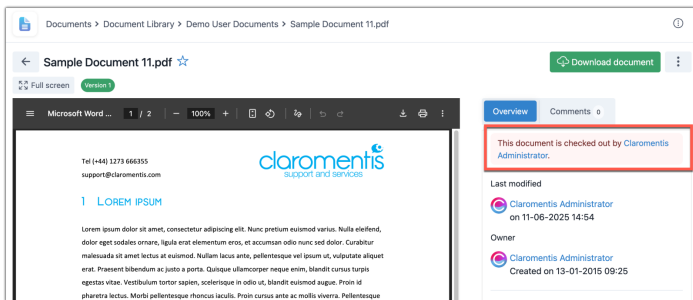 Documents > Document Library > Demo User Documents > Sample Document 11.pdf
Sample Document 11.pdf
Download document
Full screen
Version 1
Microsoft Word ...
1 / 2
100%
Overview
Comments 0
This document is checked out by Claromentis
Administrator.
Last modified
Claromentis Administrator
on 11-06-2025 14:54
Owner
Claromentis Administrator
Created on 13-01-2015 09:25
Tel (+44) 1273 666355
support@claromentis.com
claromentis
support and services
1 LOREM IPSUM
Lorem ipsum dolor sit amet, consectetur adipiscing elit. Nunc pretium euismod varius. Nulla eleifend,
dolor eget sodales ornare, ligula erat elementum eros, et accumsan odio nunc sed dolor. Curabitur
malesuada sit amet lectus at euismod. Nullam lacus ante, pellentesque vel ipsum ut, vulputate aliquet
erat. Praesent bibendum ac justo a porta. Quisque ullamcorper neque enim, blandit cursus turpis
egestas vitae. Vestibulum tortor sapien, scelerisque in odio ut, blandit euismod augue. Proin id
pharetra lectus. Morbi pellentesque rhoncus iaculis. Proin cursus ante ac mollis viverra. Pellentesque